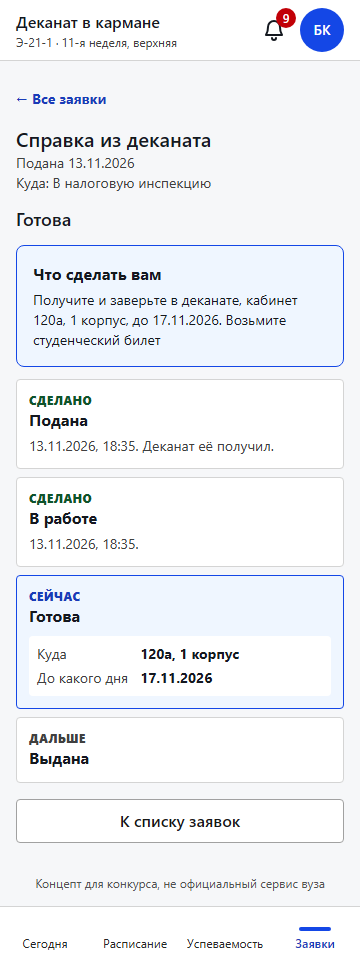 Деканат в кармане
Э-21-1 · 11-я неделя, верхняя
9
БК
← Все заявки
Справка из деканата
Подана 13.11.2026
Куда: В налоговую инспекцию
Готова
Что сделать вам
Получите и заверьте в деканате, кабинет
120а, 1 корпус, до 17.11.2026. Возьмите
студенческий билет
СДЕЛАНО
Подана
13.11.2026, 18:35. Деканат её получил.
СДЕЛАНО
В работе
13.11.2026, 18:35.
СЕЙЧАС
Готова
Куда 120а, 1 корпус
До какого дня 17.11.2026
ДАЛЬШЕ
Выдана
К списку заявок
Концепт для конкурса, не официальный сервис вуза
Сегодня Расписание Успеваемость Заявки